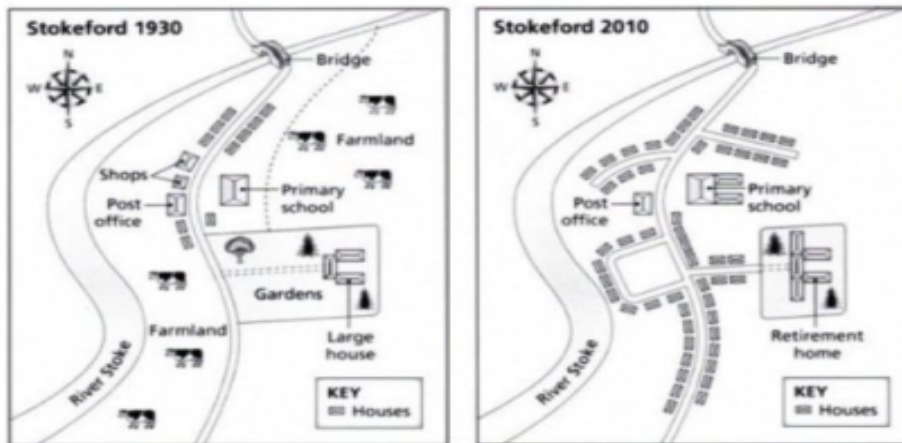 Stokeford 1930
N
W E
S
Bridge
Farmland
Shops
Primary
school
Post
office
Gardens
Farmland
Large
house
River Stoke
KEY
Houses
Stokeford 2010
N
W E
S
Bridge
Primary
school
Post
office
Retirement
home
River Stoke
KEY
Houses